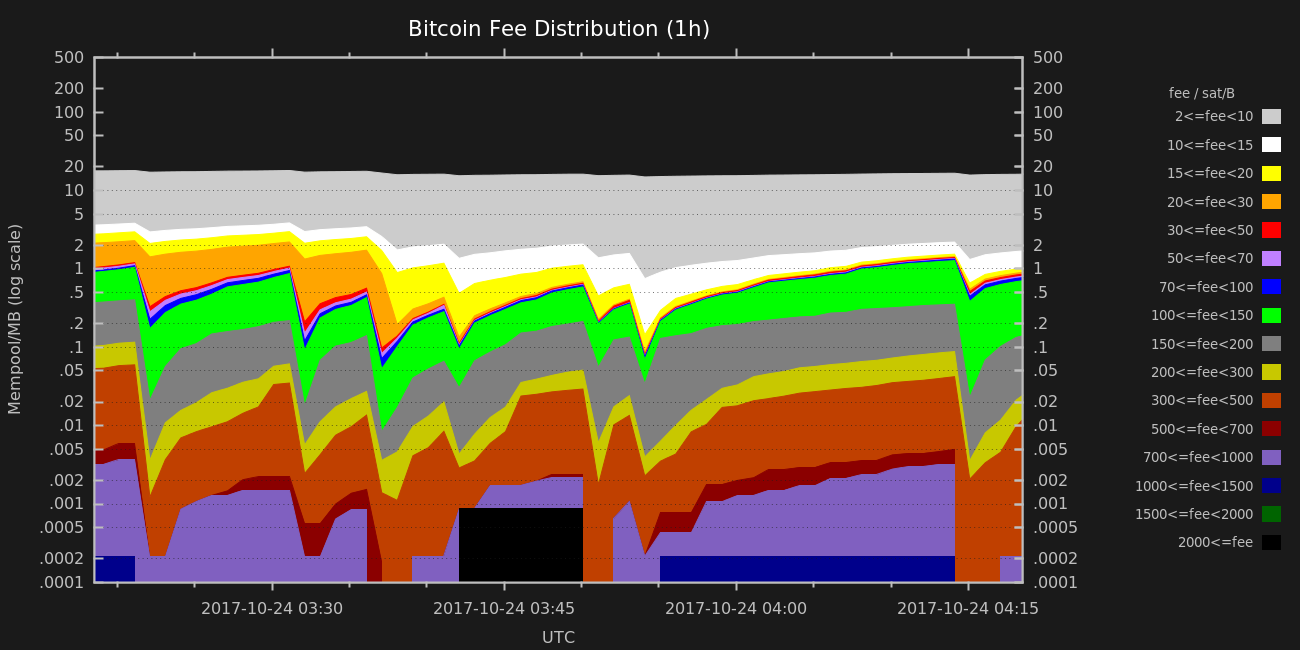 Bitcoin Fee Distribution (1h)
Mempool/MB (log scale)
500
200
100
50
20
10
5
2
1
.5
.2
.1
.05
.02
.01
.005
.002
.001
.0005
.0002
.0001
500
200
100
50
20
10
5
2
1
.5
.2
.1
.05
.02
.01
.005
.002
.001
.0005
.0002
.0001
2017-10-24 03:30
2017-10-24 03:45
2017-10-24 04:00
2017-10-24 04:15
UTC
fee / sat/B
2<=fee<10
10<=fee<15
15<=fee<20
20<=fee<30
30<=fee<50
50<=fee<70
70<=fee<100
100<=fee<150
150<=fee<200
200<=fee<300
300<=fee<500
500<=fee<700
700<=fee<1000
1000<=fee<1500
1500<=fee<2000
2000<=fee